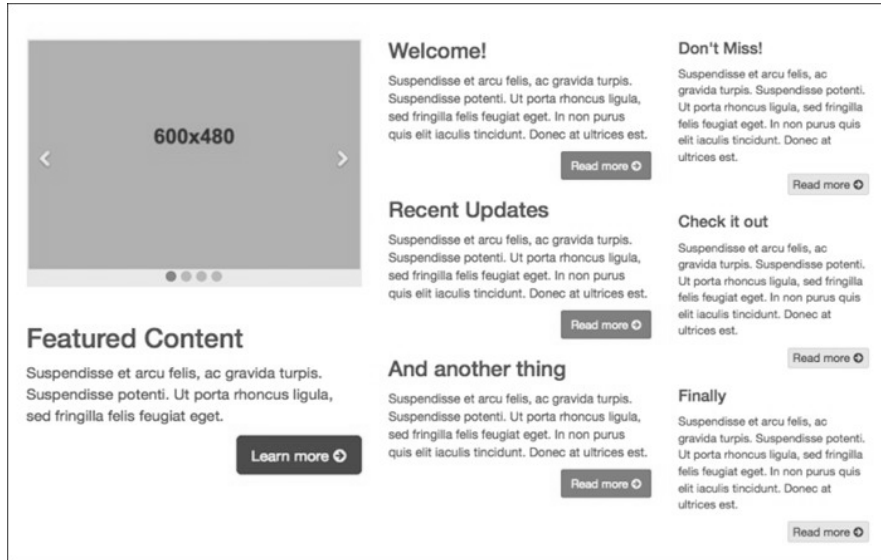 600x480
Featured Content
Suspendisse et arcu felis, ac gravida turpis.
Suspendisse potenti. Ut porta rhoncus ligula,
sed fringilla felis feugiat eget.
Learn more
Welcome!
Suspendisse et arcu felis, ac gravida turpis.
Suspendisse potenti. Ut porta rhoncus ligula,
sed fringilla felis feugiat eget. In non purus
quis elit iaculis tincidunt. Donec at ultrices est.
Read more
Recent Updates
Suspendisse et arcu felis, ac gravida turpis.
Suspendisse potenti. Ut porta rhoncus ligula,
sed fringilla felis feugiat eget. In non purus
quis elit iaculis tincidunt. Donec at ultrices est.
Read more
And another thing
Suspendisse et arcu felis, ac gravida turpis.
Suspendisse potenti. Ut porta rhoncus ligula,
sed fringilla felis feugiat eget. In non purus
quis elit iaculis tincidunt. Donec at ultrices est.
Read more
Don't Miss!
Suspendisse et arcu felis, ac
gravida turpis. Suspendisse potenti.
Ut porta rhoncus ligula, sed fringilla
felis feugiat eget. In non purus quis
elit iaculis tincidunt. Donec at
ultrices est.
Read more
Check it out
Suspendisse et arcu felis, ac
gravida turpis. Suspendisse potenti.
Ut porta rhoncus ligula, sed fringilla
felis feugiat eget. In non purus quis
elit iaculis tincidunt. Donec at
ultrices est.
Read more
Finally
Suspendisse et arcu felis, ac
gravida turpis. Suspendisse potenti.
Ut porta rhoncus ligula, sed fringilla
felis feugiat eget. In non purus quis
elit iaculis tincidunt. Donec at
ultrices est.
Read more